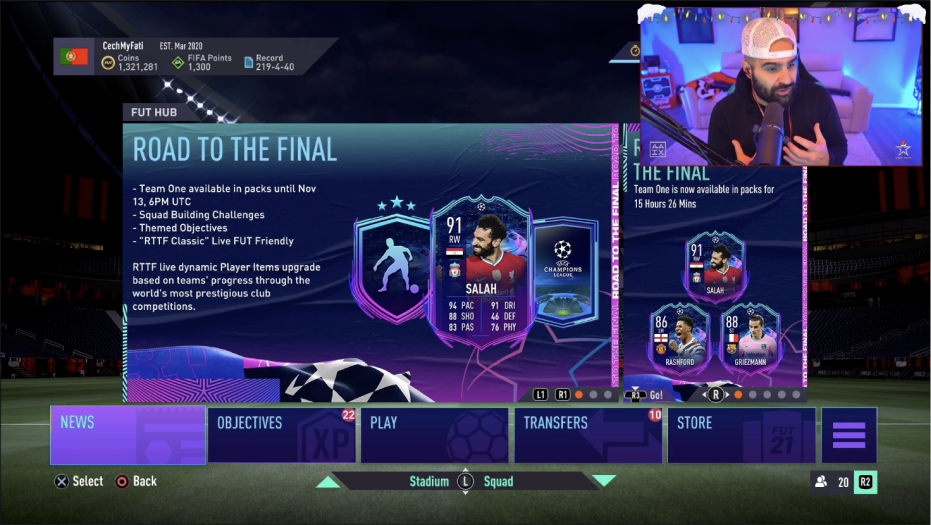 CechMyFati EST. Mar 2020
Coins
1,321,281
FIFA Points
1,300
Record
219-4-40
FUT HUB
ROAD TO THE FINAL
- Team One available in packs until Nov
13, 6PM UTC
- Squad Building Challenges
- Themed Objectives
- "RTTF Classic" Live FUT Friendly
RTTF live dynamic Player Items upgrade
based on teams' progress through the
world's most prestigious club
competitions.
91
RW
SALAH
94 PAC 91 DRI
88 SHO 46 DEF
83 PAS 76 PHY
UEFA
CHAMPIONS
LEAGUE
ROAD TO THE FINAL
L1 R1
THE FINAL
Team One is now available in packs for
15 Hours 26 Mins
91
RW
SALAH
86
LM
RASHFORD
88
ST
GRIEZMANN
R3 Go!
R
NEWS
OBJECTIVES 22
XP
PLAY
TRANSFERS 10
STORE
FUT
21
Select Back
Stadium L Squad
20 R2